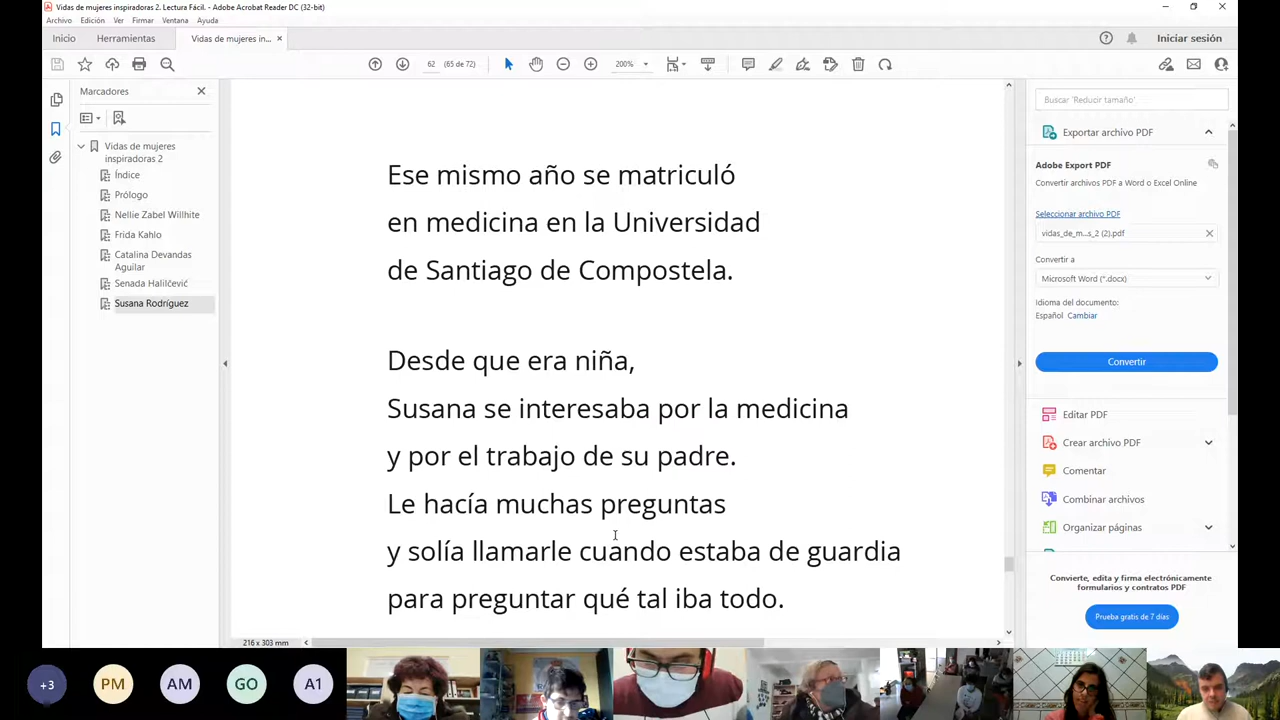 Vidas de mujeres inspiradoras 2. Lectura Fácil. - Adobe Acrobat Reader DC (32-bit)
Archivo Edición Ver Firmar Ventana Ayuda
Inicio Herramientas Vidas de mujeres in... × Iniciar sesión
62 (65 de 72) 200%
Marcadores
Vidas de mujeres
inspiradoras 2
Índice
Prólogo
Nellie Zabel Willhite
Frida Kahlo
Catalina Devandas
Aguilar
Senada Halilčević
Susana Rodríguez
Ese mismo año se matriculó
en medicina en la Universidad
de Santiago de Compostela.
Desde que era niña,
Susana se interesaba por la medicina
y por el trabajo de su padre.
Le hacía muchas preguntas
y solía llamarle cuando estaba de guardia
para preguntar qué tal iba todo.
216 x 303 mm
Buscar 'Reducir tamaño'
Exportar archivo PDF
Adobe Export PDF
Convertir archivos PDF a Word o Excel Online
Seleccionar archivo PDF
vidas_de_m...s_2 (2).pdf
Convertir a
Microsoft Word (*.docx)
Idioma del documento:
Español Cambiar
Convertir
Editar PDF
Crear archivo PDF
Comentar
Combinar archivos
Organizar páginas
Convierte, edita y firma electrónicamente
formularios y contratos PDF
Prueba gratis de 7 días
+3 PM AM GO A1